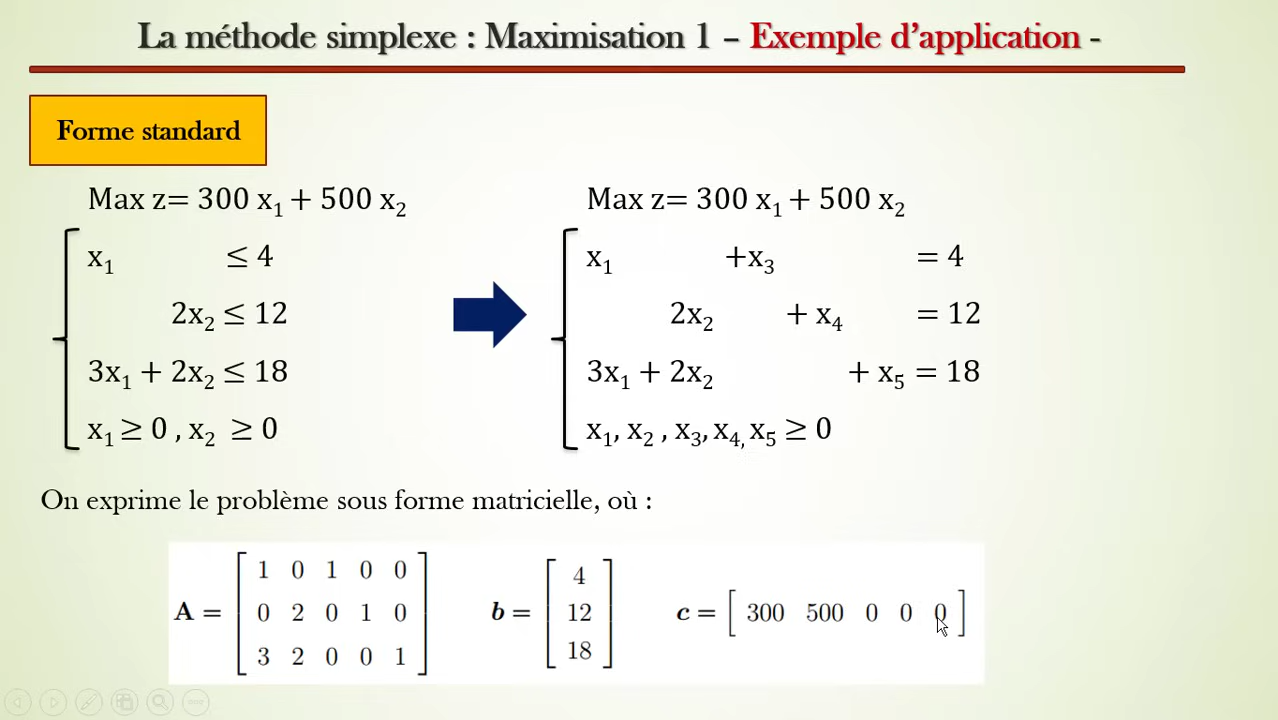 La méthode simplexe : Maximisation 1 – Exemple d'application -
Forme standard
Max z= 300 x₁ + 500 x₂
x₁ ≤ 4
2x₂ ≤ 12
3x₁ + 2x₂ ≤ 18
x₁ ≥ 0 , x₂ ≥ 0
Max z= 300 x₁ + 500 x₂
x₁ +x₃ = 4
2x₂ + x₄ = 12
3x₁ + 2x₂ + x₅ = 18
x₁, x₂ , x₃, x₄, x₅ ≥ 0
On exprime le problème sous forme matricielle, où :
A = [ 1 0 1 0 0
0 2 0 1 0
3 2 0 0 1 ]
b = [ 4
12
18 ]
c = [ 300 500 0 0 0 ]